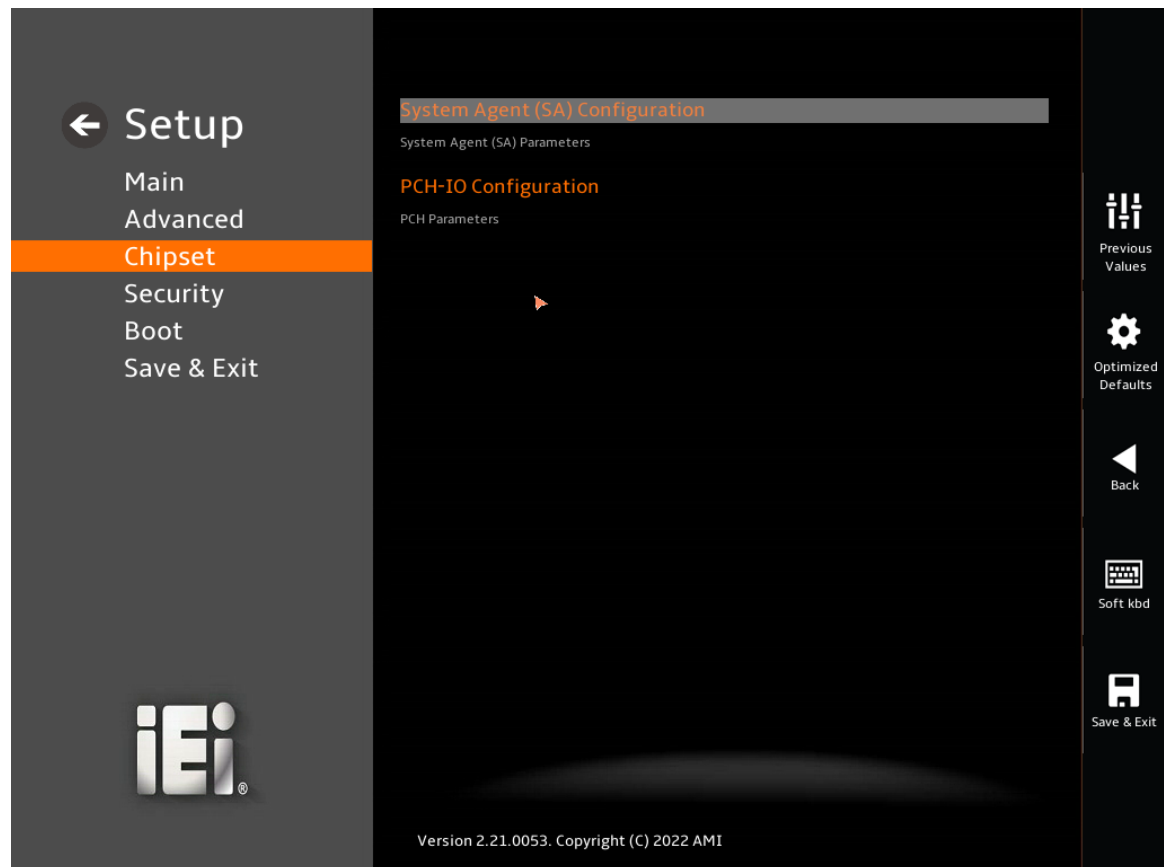 Setup
Main
Advanced
Chipset
Security
Boot
Save & Exit
iEi®
System Agent (SA) Configuration
System Agent (SA) Parameters
PCH-IO Configuration
PCH Parameters
Version 2.21.0053. Copyright (C) 2022 AMI
Previous
Values
Optimized
Defaults
Back
Soft kbd
Save & Exit